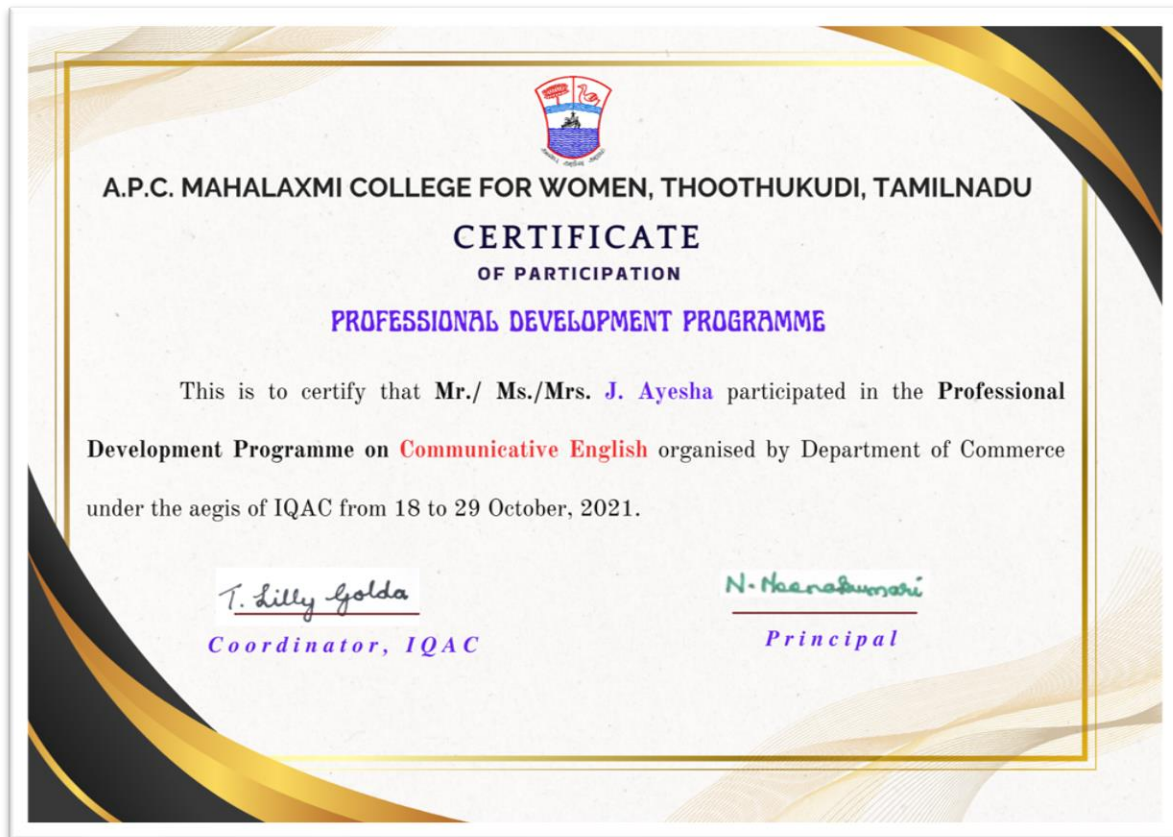 A.P.C. MAHALAXMI COLLEGE FOR WOMEN, THOOTHUKUDI, TAMILNADU
CERTIFICATE
OF PARTICIPATION
PROFESSIONAL DEVELOPMENT PROGRAMME
This is to certify that Mr./ Ms./Mrs. J. Ayesha participated in the Professional
Development Programme on Communicative English organised by Department of Commerce
under the aegis of IQAC from 18 to 29 October, 2021.
T. Lilly Golda
N. Meenakumari
Coordinator, IQAC
Principal